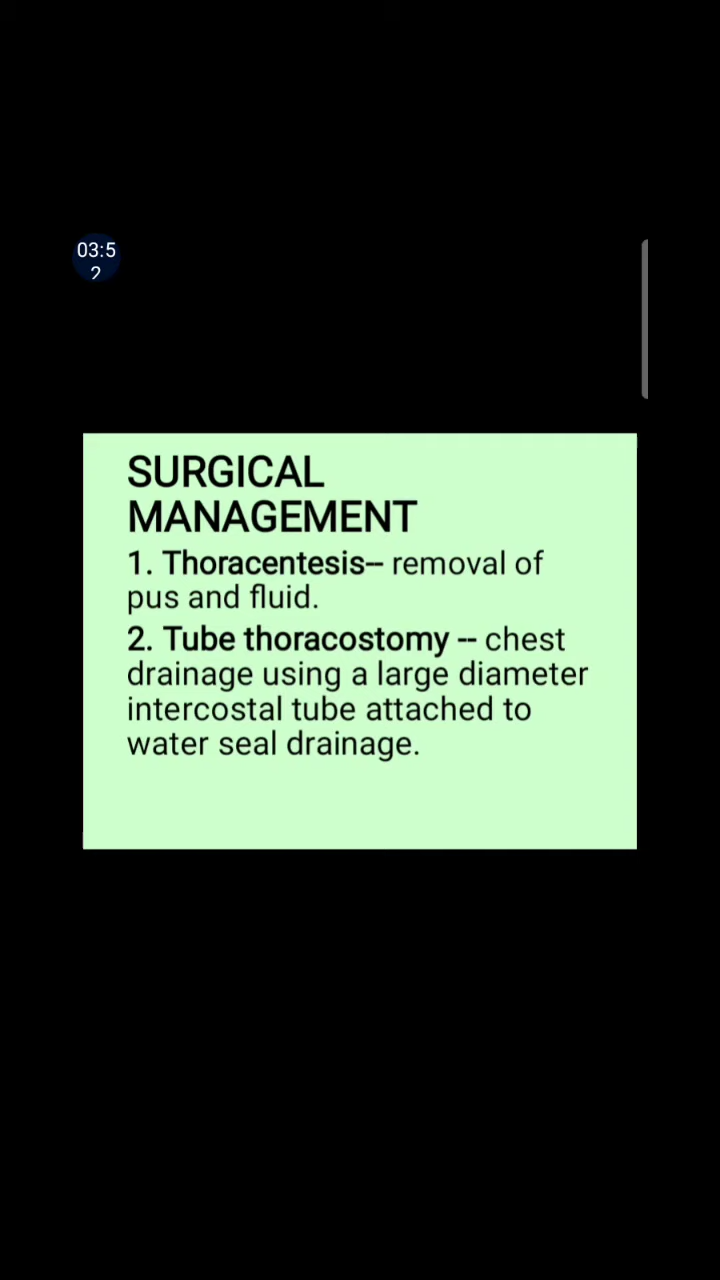 03:5
2
SURGICAL
MANAGEMENT
1. Thoracentesis-- removal of
pus and fluid.
2. Tube thoracostomy -- chest
drainage using a large diameter
intercostal tube attached to
water seal drainage.